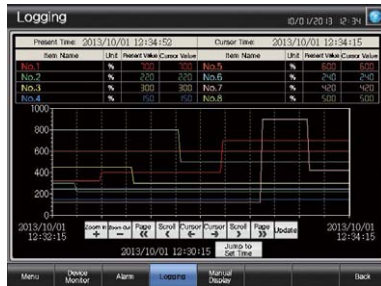 Logging
10/01/2013 12:34
Present Time: 2013/10/01 12:34:52 Cursor Time: 2013/10/01 12:34:15
Item Name Unit Present Value Cursor Value Item Name Unit Present Value Cursor Value
No.1 % 700 700 No.5 % 600 600
No.2 % 220 220 No.6 % 240 240
No.3 % 300 300 No.7 % 420 420
No.4 % 150 150 No.8 % 500 500
1000
800
600
400
200
0
2013/10/01
12:32:15
Zoom In + Zoom Out − Page Scroll Cursor Cursor Scroll Page Update
2013/10/01
12:34:15
2013/10/01 12:30:15 Jump to Set Time
Menu Device Monitor Alarm Logging Manual Display Back